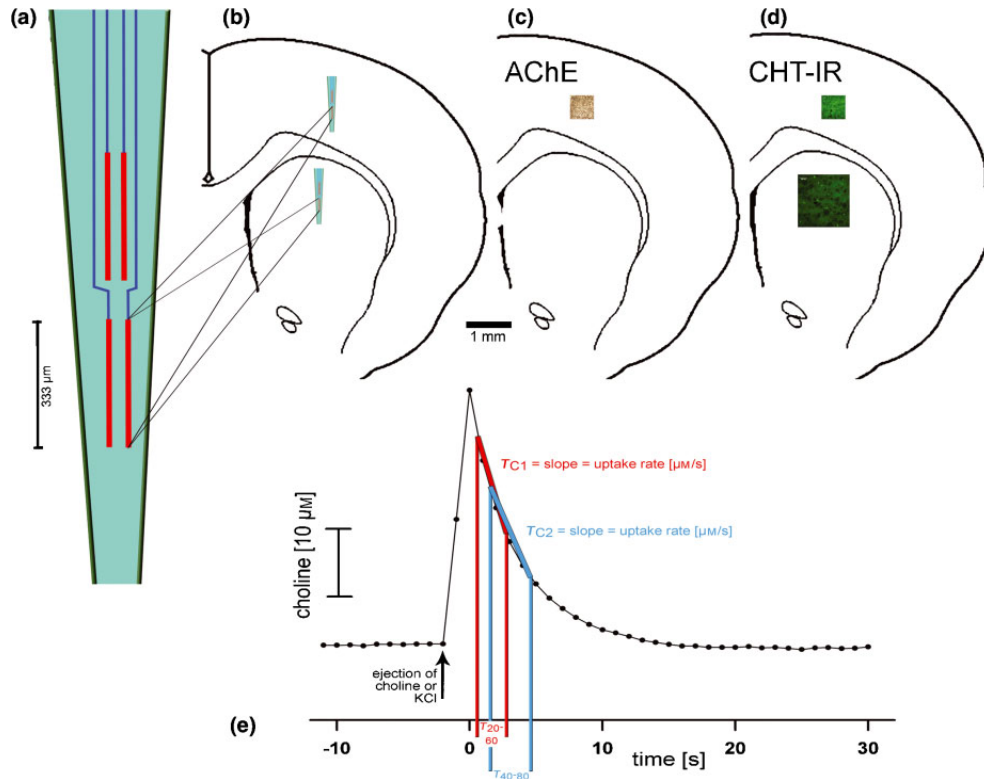 (a)
(b)
(c)
(d)
AChE
CHT-IR
333 µm
1 mm
TC1 = slope = uptake rate [µM/s]
TC2 = slope = uptake rate [µM/s]
choline [10 µM]
ejection of
choline or
KCl
(e)
T20-
60
T40-80
-10
0
10
20
30
time [s]